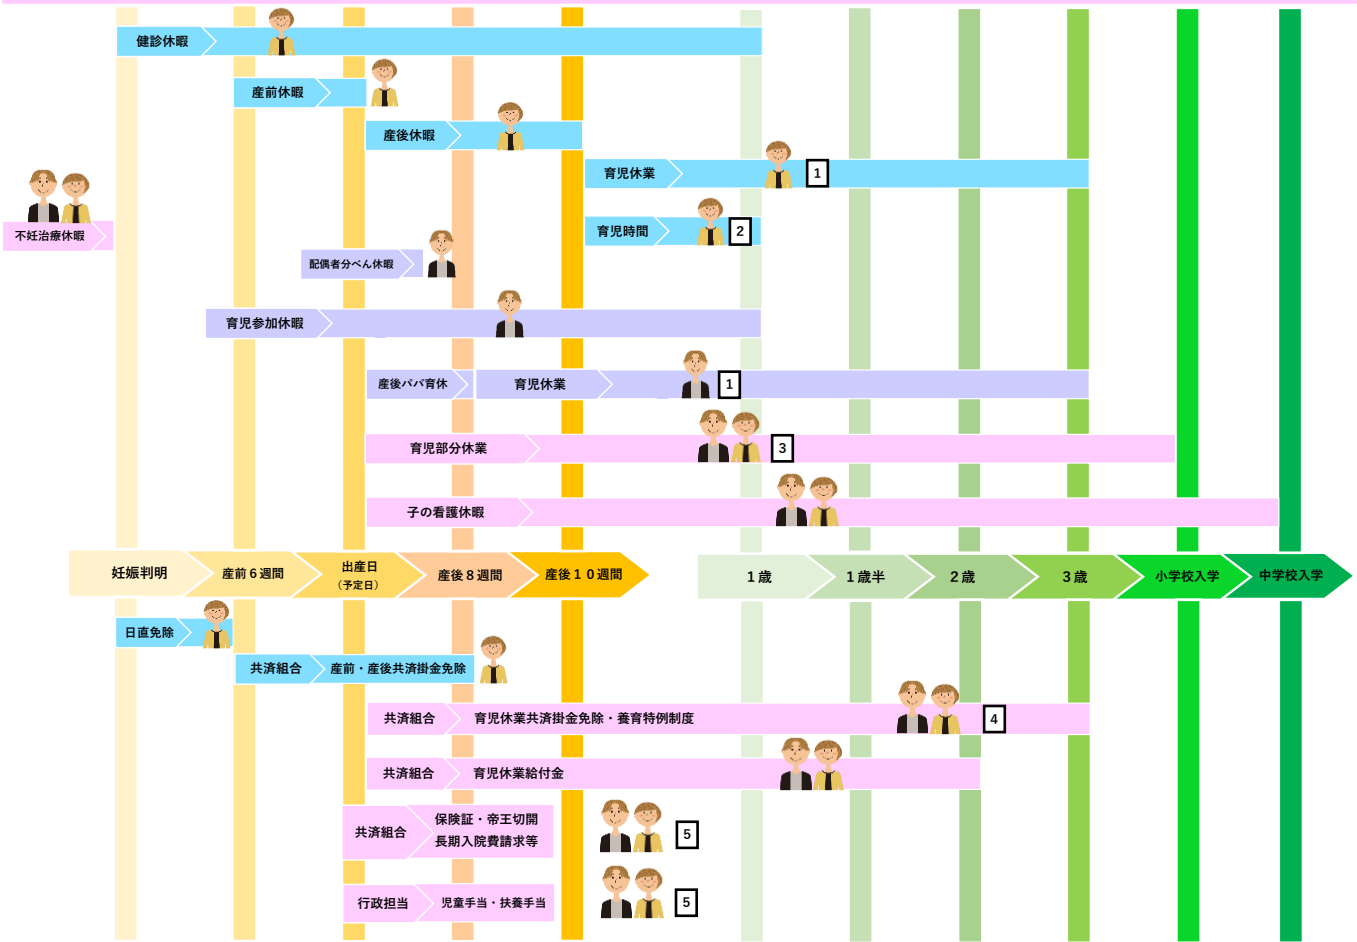 健診休暇
産前休暇
産後休暇
育児休業
1
不妊治療休暇
育児時間
2
配偶者分べん休暇
育児参加休暇
産後パパ育休
育児休業
1
育児部分休業
3
子の看護休暇
妊娠判明
産前６週間
出産日
（予定日）
産後８週間
産後１０週間
１歳
１歳半
２歳
３歳
小学校入学
中学校入学
日直免除
共済組合
産前・産後共済掛金免除
共済組合
育児休業共済掛金免除・養育特例制度
4
共済組合
育児休業給付金
共済組合
保険証・帝王切開
長期入院費請求等
5
行政担当
児童手当・扶養手当
5